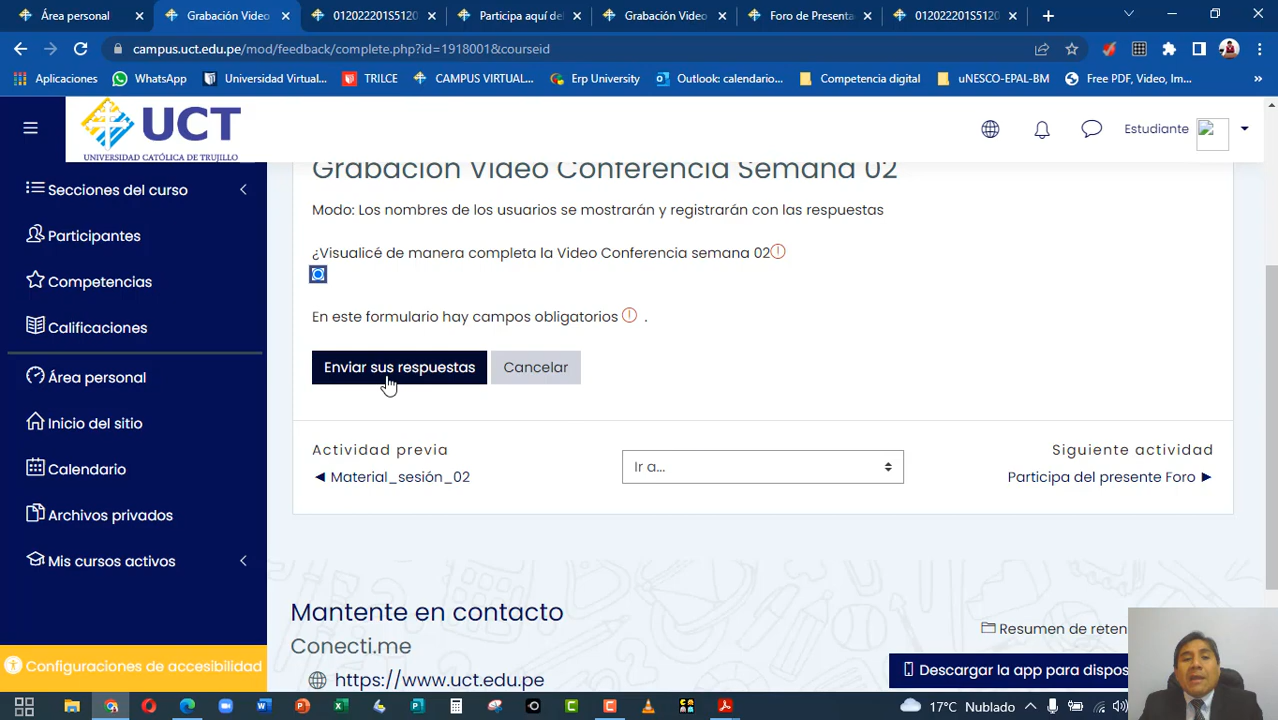 Área personal
Grabación Video
012022201S5120
Participa aquí del
Grabación Video
Foro de Presenta
012022201S5120
campus.uct.edu.pe/mod/feedback/complete.php?id=1918001&courseid
Aplicaciones
WhatsApp
Universidad Virtual...
TRILCE
CAMPUS VIRTUAL...
Erp University
Outlook: calendario...
Competencia digital
uNESCO-EPAL-BM
Free PDF, Video, Im...
»
UCT
UNIVERSIDAD CATÓLICA DE TRUJILLO
Estudiante
Secciones del curso
Participantes
Competencias
Calificaciones
Área personal
Inicio del sitio
Calendario
Archivos privados
Mis cursos activos
Configuraciones de accesibilidad
Grabación Video Conferencia Semana 02
Modo: Los nombres de los usuarios se mostrarán y registrarán con las respuestas
¿Visualicé de manera completa la Video Conferencia semana 02
En este formulario hay campos obligatorios .
Enviar sus respuestas
Cancelar
Actividad previa
◄ Material_sesión_02
Ir a...
Siguiente actividad
Participa del presente Foro ►
Mantente en contacto
Conecti.me
https://www.uct.edu.pe
Resumen de reten
Descargar la app para dispos
17°C Nublado